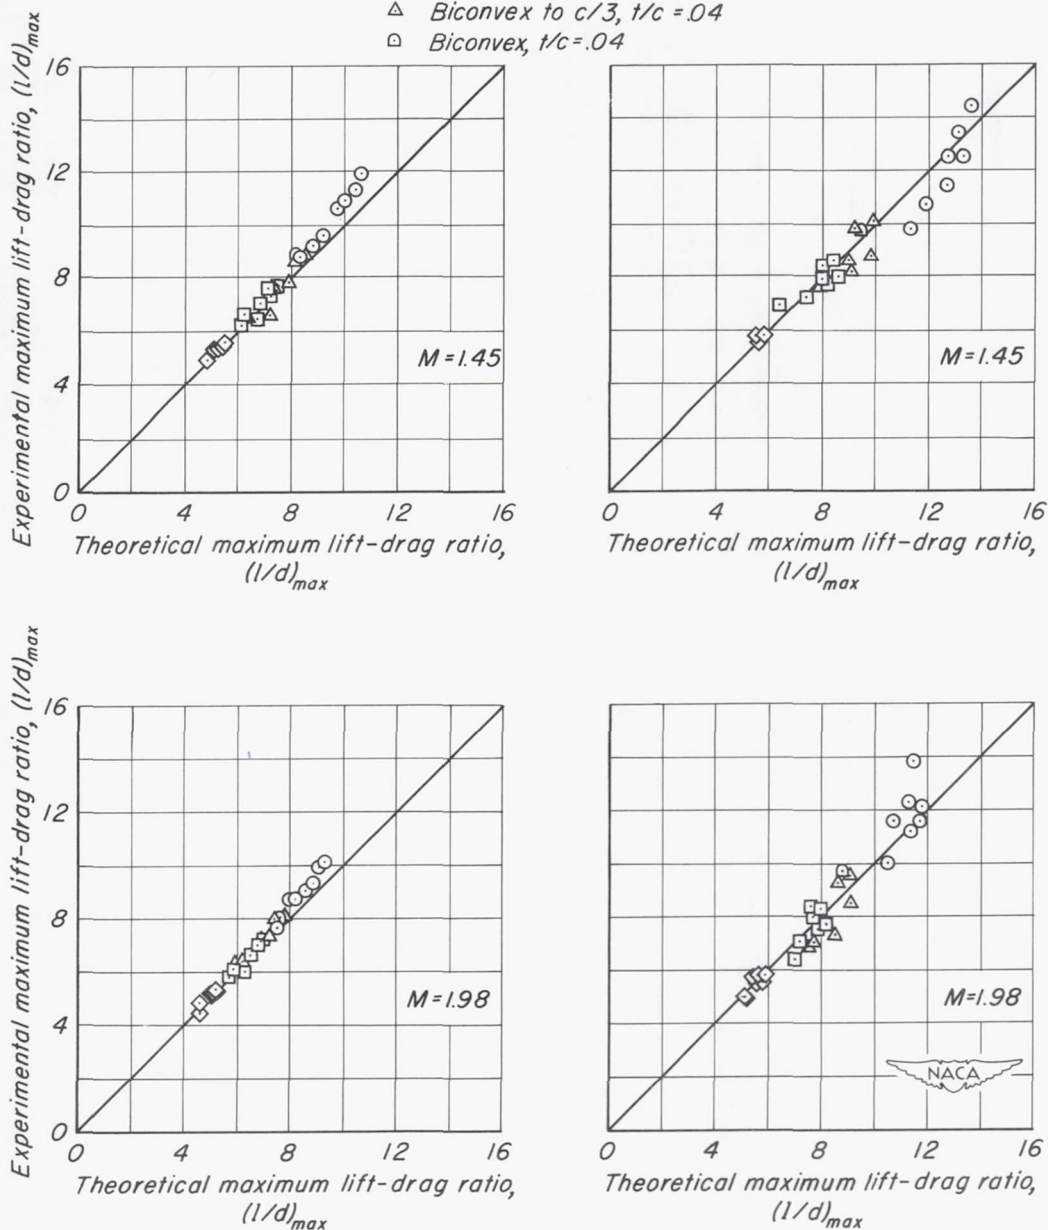 Biconvex to c/3, t/c = .04
Biconvex, t/c = .04
Experimental maximum lift-drag ratio, (l/d)max
16
12
8
4
0
M = 1.45
0 4 8 12 16
Theoretical maximum lift-drag ratio,
(l/d)max
M = 1.45
0 4 8 12 16
Theoretical maximum lift-drag ratio,
(l/d)max
Experimental maximum lift-drag ratio, (l/d)max
16
12
8
4
0
M = 1.98
0 4 8 12 16
Theoretical maximum lift-drag ratio,
(l/d)max
M = 1.98
NACA
0 4 8 12 16
Theoretical maximum lift-drag ratio,
(l/d)max